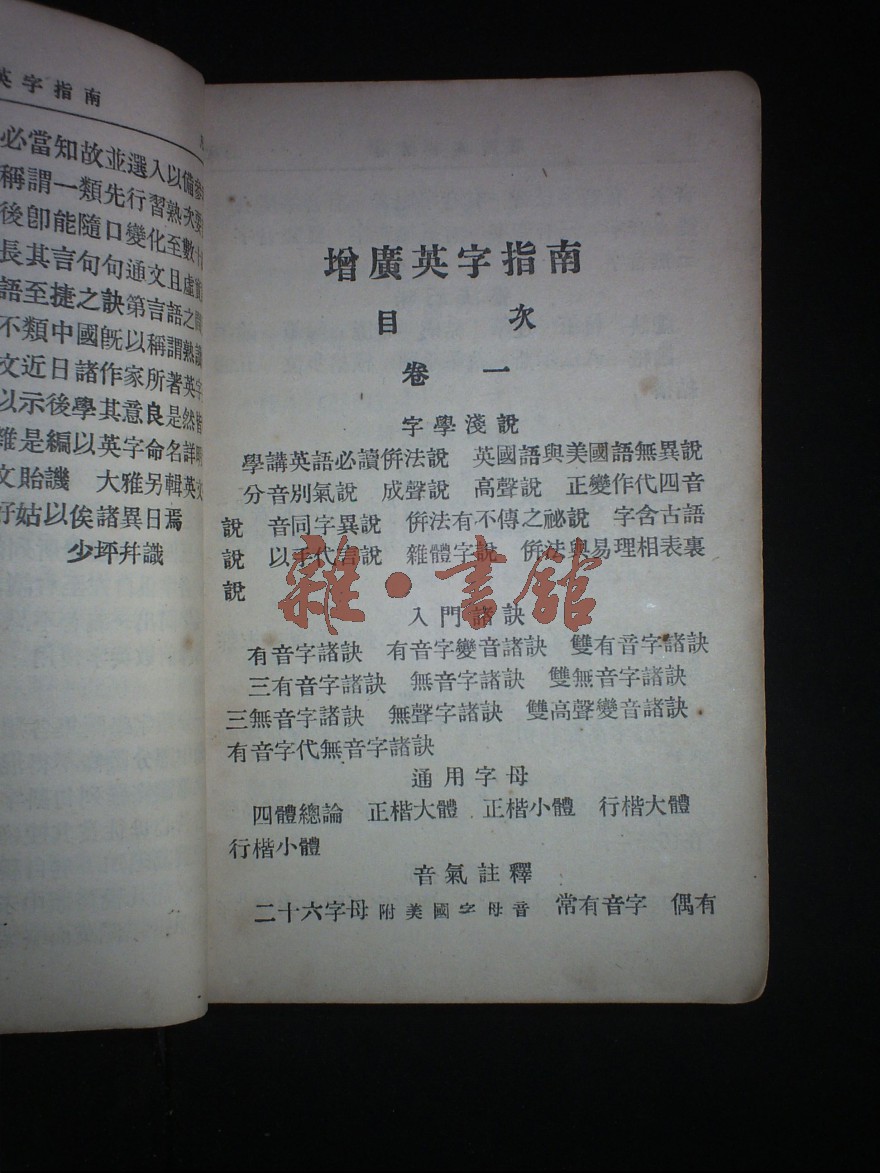 英字指南
必當知故並選入以備參
稱謂一類先行習熟次要
後卽能隨口變化至數十
長其言句句通文且虛實
語至捷之訣第言語之
不類中國旣以稱謂熟讀
文近日諸作家所著英字
以示後學其意良是然皆
雜是編以英字命名詳明
文貽譏 大雅另輯英文
姑以俟諸異日焉
少坪幷識
增廣英字指南
目 次
卷 一
字學淺說
學講英語必讀倂法說 英國語與美國語無異說
分音別氣說 成聲說 高聲說 正變作代四音
說 音同字異說 倂法有不傳之祕說 字含古語
說 以手代言說 雜體字說 倂法與易理相表裏
說
雜·書館
入門諸訣
有音字諸訣 有音字變音諸訣 雙有音字諸訣
三有音字諸訣 無音字諸訣 雙無音字諸訣
三無音字諸訣 無聲字諸訣 雙高聲變音諸訣
有音字代無音字諸訣
通用字母
四體總論 正楷大體 正楷小體 行楷大體
行楷小體
音氣註釋
二十六字母 附美國字母音 常有音字 偶有